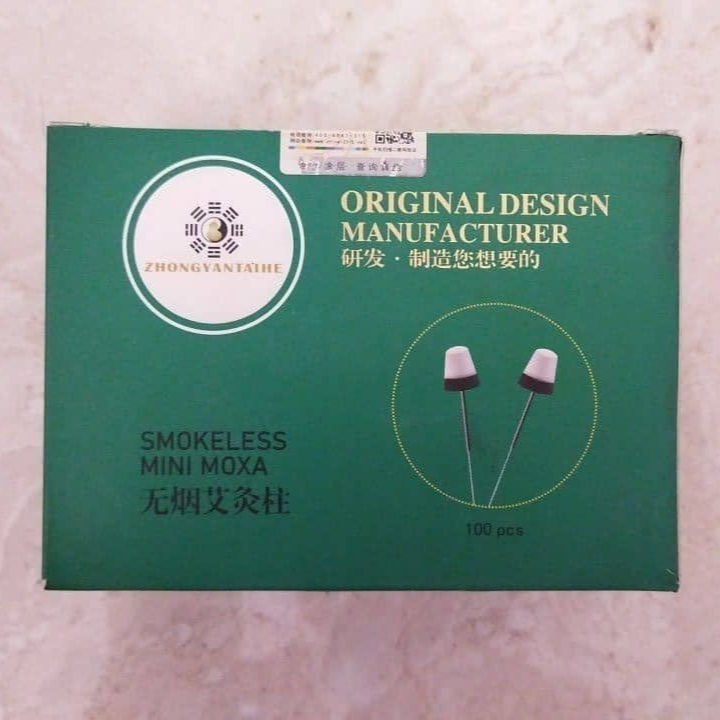 ZHONGYANTAIHE
ORIGINAL DESIGN
MANUFACTURER
研发·制造您想要的
SMOKELESS
MINI MOXA
无烟艾灸柱
100 pcs